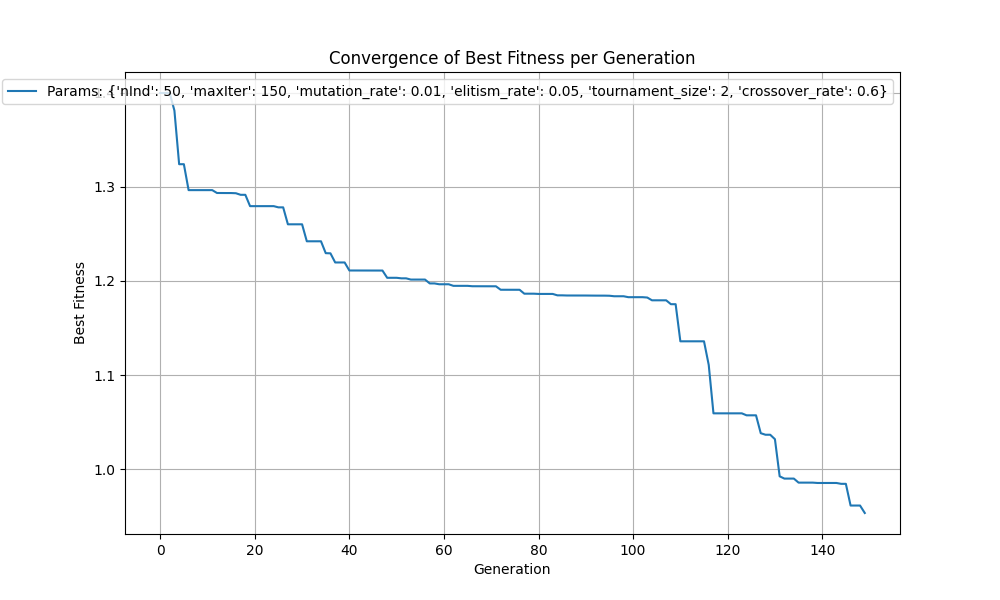 Convergence of Best Fitness per Generation
Params: {'nInd': 50, 'maxIter': 150, 'mutation_rate': 0.01, 'elitism_rate': 0.05, 'tournament_size': 2, 'crossover_rate': 0.6}
1.4
1.3
1.2
1.1
1.0
Best Fitness
0 20 40 60 80 100 120 140
Generation